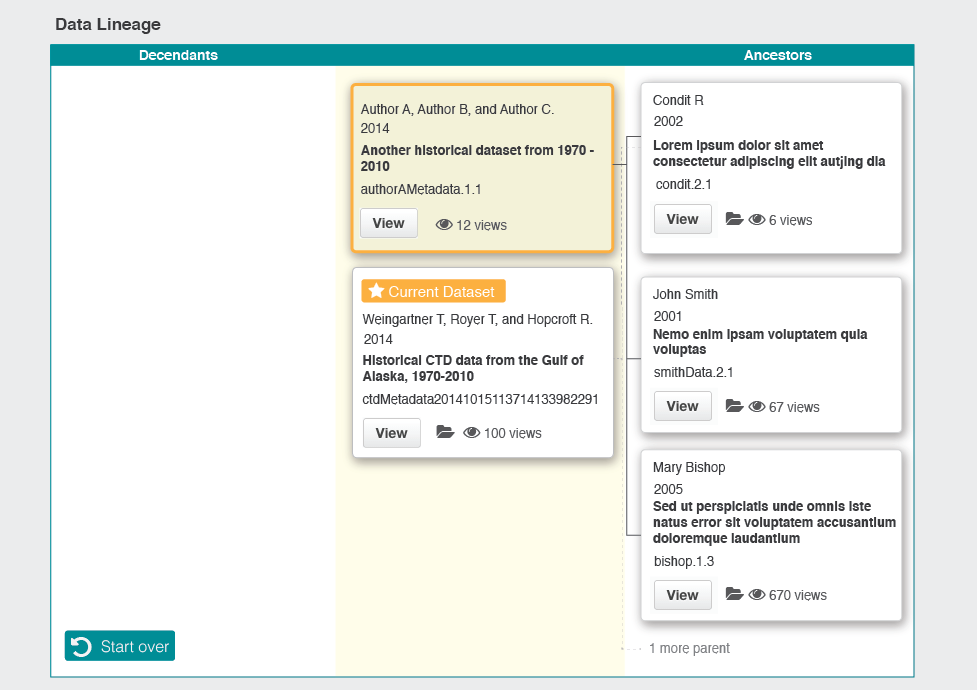 Data Lineage
Decendants
Ancestors
Author A, Author B, and Author C.
2014
Another historical dataset from 1970 -
2010
authorAMetadata.1.1
View
12 views
Current Dataset
Weingartner T, Royer T, and Hopcroft R.
2014
Historical CTD data from the Gulf of
Alaska, 1970-2010
ctdMetadata20141015113714133982291
View
100 views
Condit R
2002
Lorem ipsum dolor sit amet
consectetur adipiscing elit autjing dia
condit.2.1
View
6 views
John Smith
2001
Nemo enim ipsam voluptatem quia
voluptas
smithData.2.1
View
67 views
Mary Bishop
2005
Sed ut perspiciatis unde omnis iste
natus error sit voluptatem accusantium
doloremque laudantium
bishop.1.3
View
670 views
1 more parent
Start over